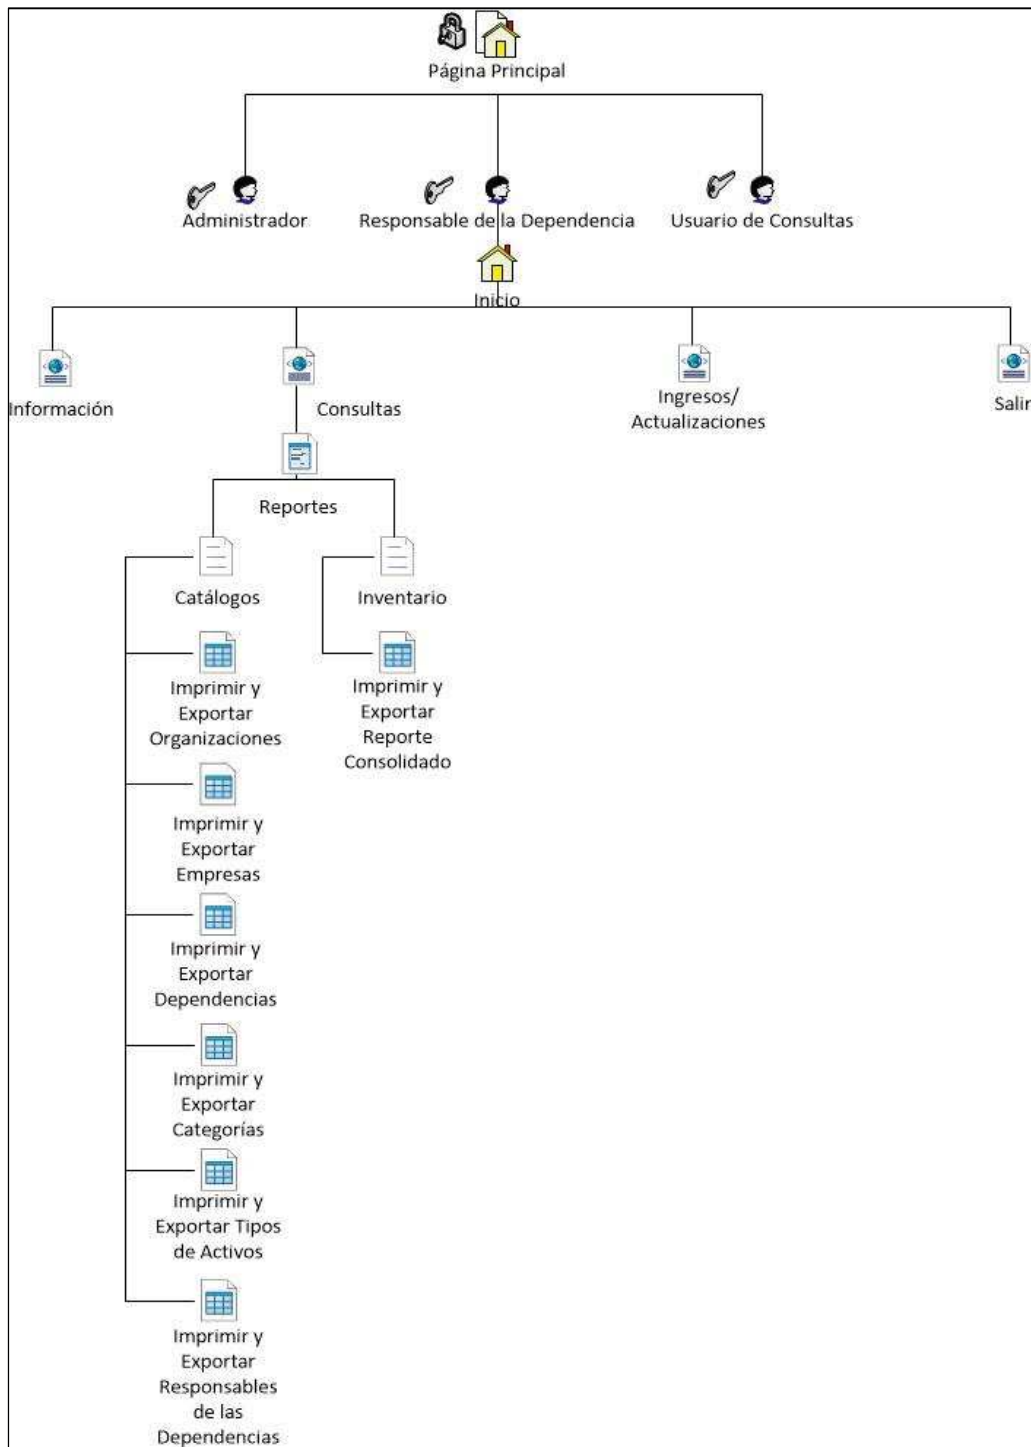 Página Principal
Administrador
Responsable de la Dependencia
Usuario de Consultas
Inicio
Información
Consultas
Ingresos/
Actualizaciones
Salir
Reportes
Catálogos
Inventario
Imprimir y
Exportar
Organizaciones
Imprimir y
Exportar
Reporte
Consolidado
Imprimir y
Exportar
Empresas
Imprimir y
Exportar
Dependencias
Imprimir y
Exportar
Categorías
Imprimir y
Exportar Tipos
de Activos
Imprimir y
Exportar
Responsables
de las
Dependencias